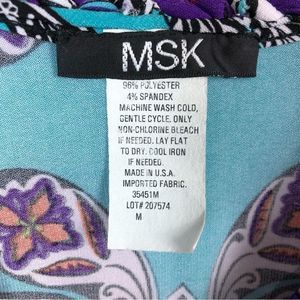 MSK
96% POLYESTER
4% SPANDEX
MACHINE WASH COLD,
GENTLE CYCLE, ONLY
NON-CHLORINE BLEACH
IF NEEDED. LAY FLAT
TO DRY. COOL IRON
IF NEEDED.
MADE IN U.S.A.
IMPORTED FABRIC.
35451M
LOT# 207574
M